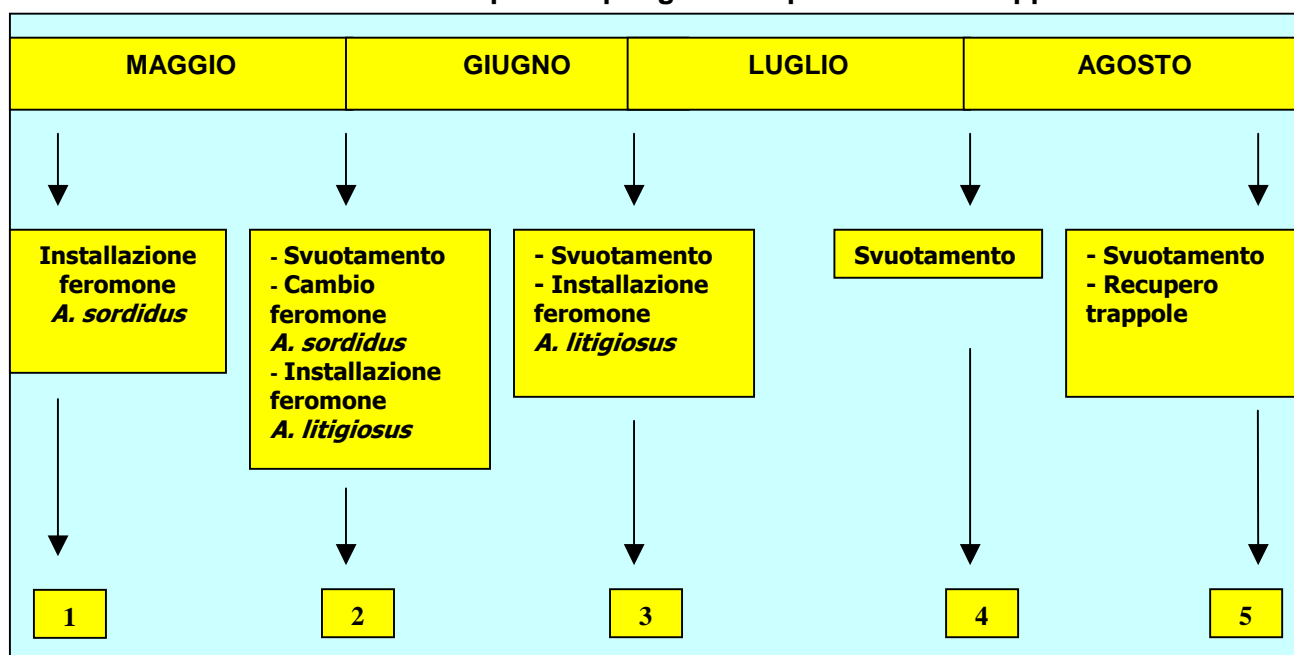 MAGGIO GIUGNO LUGLIO AGOSTO
Installazione
feromone
A. sordidus
- Svuotamento
- Cambio
feromone
A. sordidus
- Installazione
feromone
A. litigiosus
- Svuotamento
- Installazione
feromone
A. litigiosus
Svuotamento
- Svuotamento
- Recupero
trappole
1 2 3 4 5